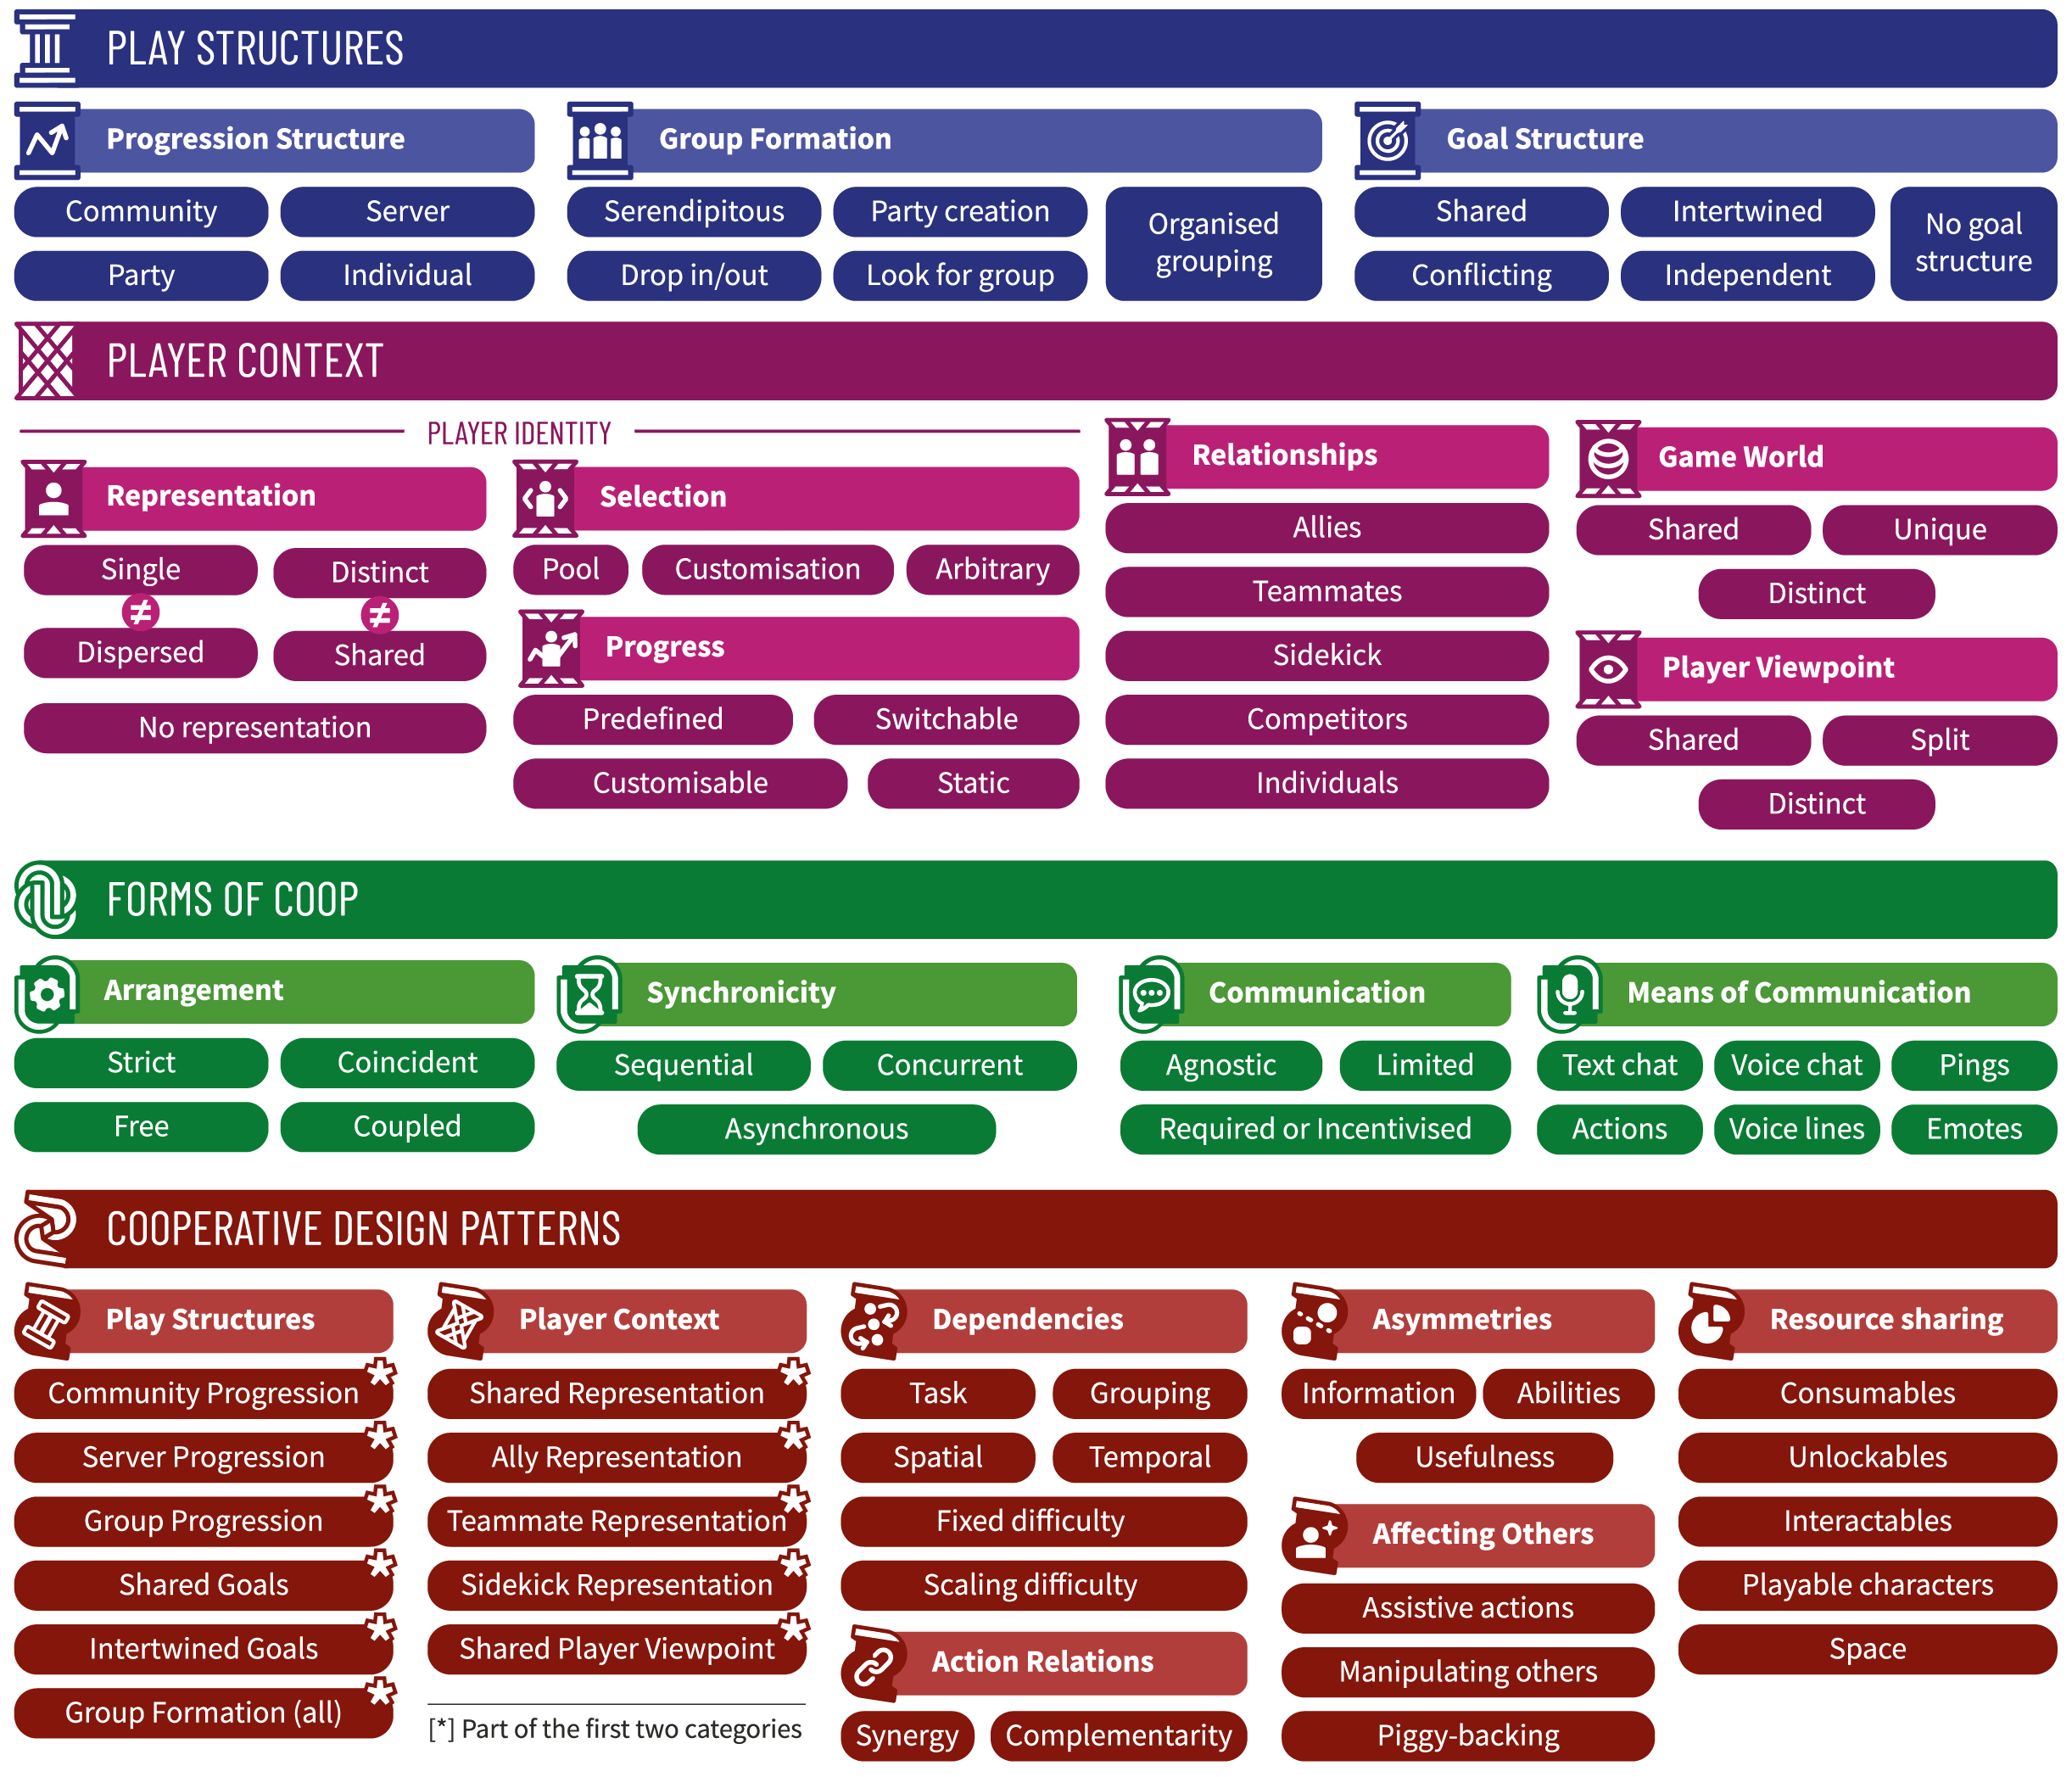 PLAY STRUCTURES
Progression Structure
Community
Server
Party
Individual
Group Formation
Serendipitous
Party creation
Organised
grouping
Drop in/out
Look for group
Goal Structure
Shared
Intertwined
No goal
structure
Conflicting
Independent
PLAYER CONTEXT
PLAYER IDENTITY
Representation
Single
Distinct
≠
≠
Dispersed
Shared
No representation
Selection
Pool
Customisation
Arbitrary
Progress
Predefined
Switchable
Customisable
Static
Relationships
Allies
Teammates
Sidekick
Competitors
Individuals
Game World
Shared
Unique
Distinct
Player Viewpoint
Shared
Split
Distinct
FORMS OF COOP
Arrangement
Strict
Coincident
Free
Coupled
Synchronicity
Sequential
Concurrent
Asynchronous
Communication
Agnostic
Limited
Required or Incentivised
Means of Communication
Text chat
Voice chat
Pings
Actions
Voice lines
Emotes
COOPERATIVE DESIGN PATTERNS
Play Structures
Community Progression *
Server Progression *
Group Progression *
Shared Goals *
Intertwined Goals *
Group Formation (all) *
Player Context
Shared Representation *
Ally Representation *
Teammate Representation *
Sidekick Representation *
Shared Player Viewpoint *
[*] Part of the first two categories
Dependencies
Task
Grouping
Spatial
Temporal
Fixed difficulty
Scaling difficulty
Action Relations
Synergy
Complementarity
Asymmetries
Information
Abilities
Usefulness
Affecting Others
Assistive actions
Manipulating others
Piggy-backing
Resource sharing
Consumables
Unlockables
Interactables
Playable characters
Space